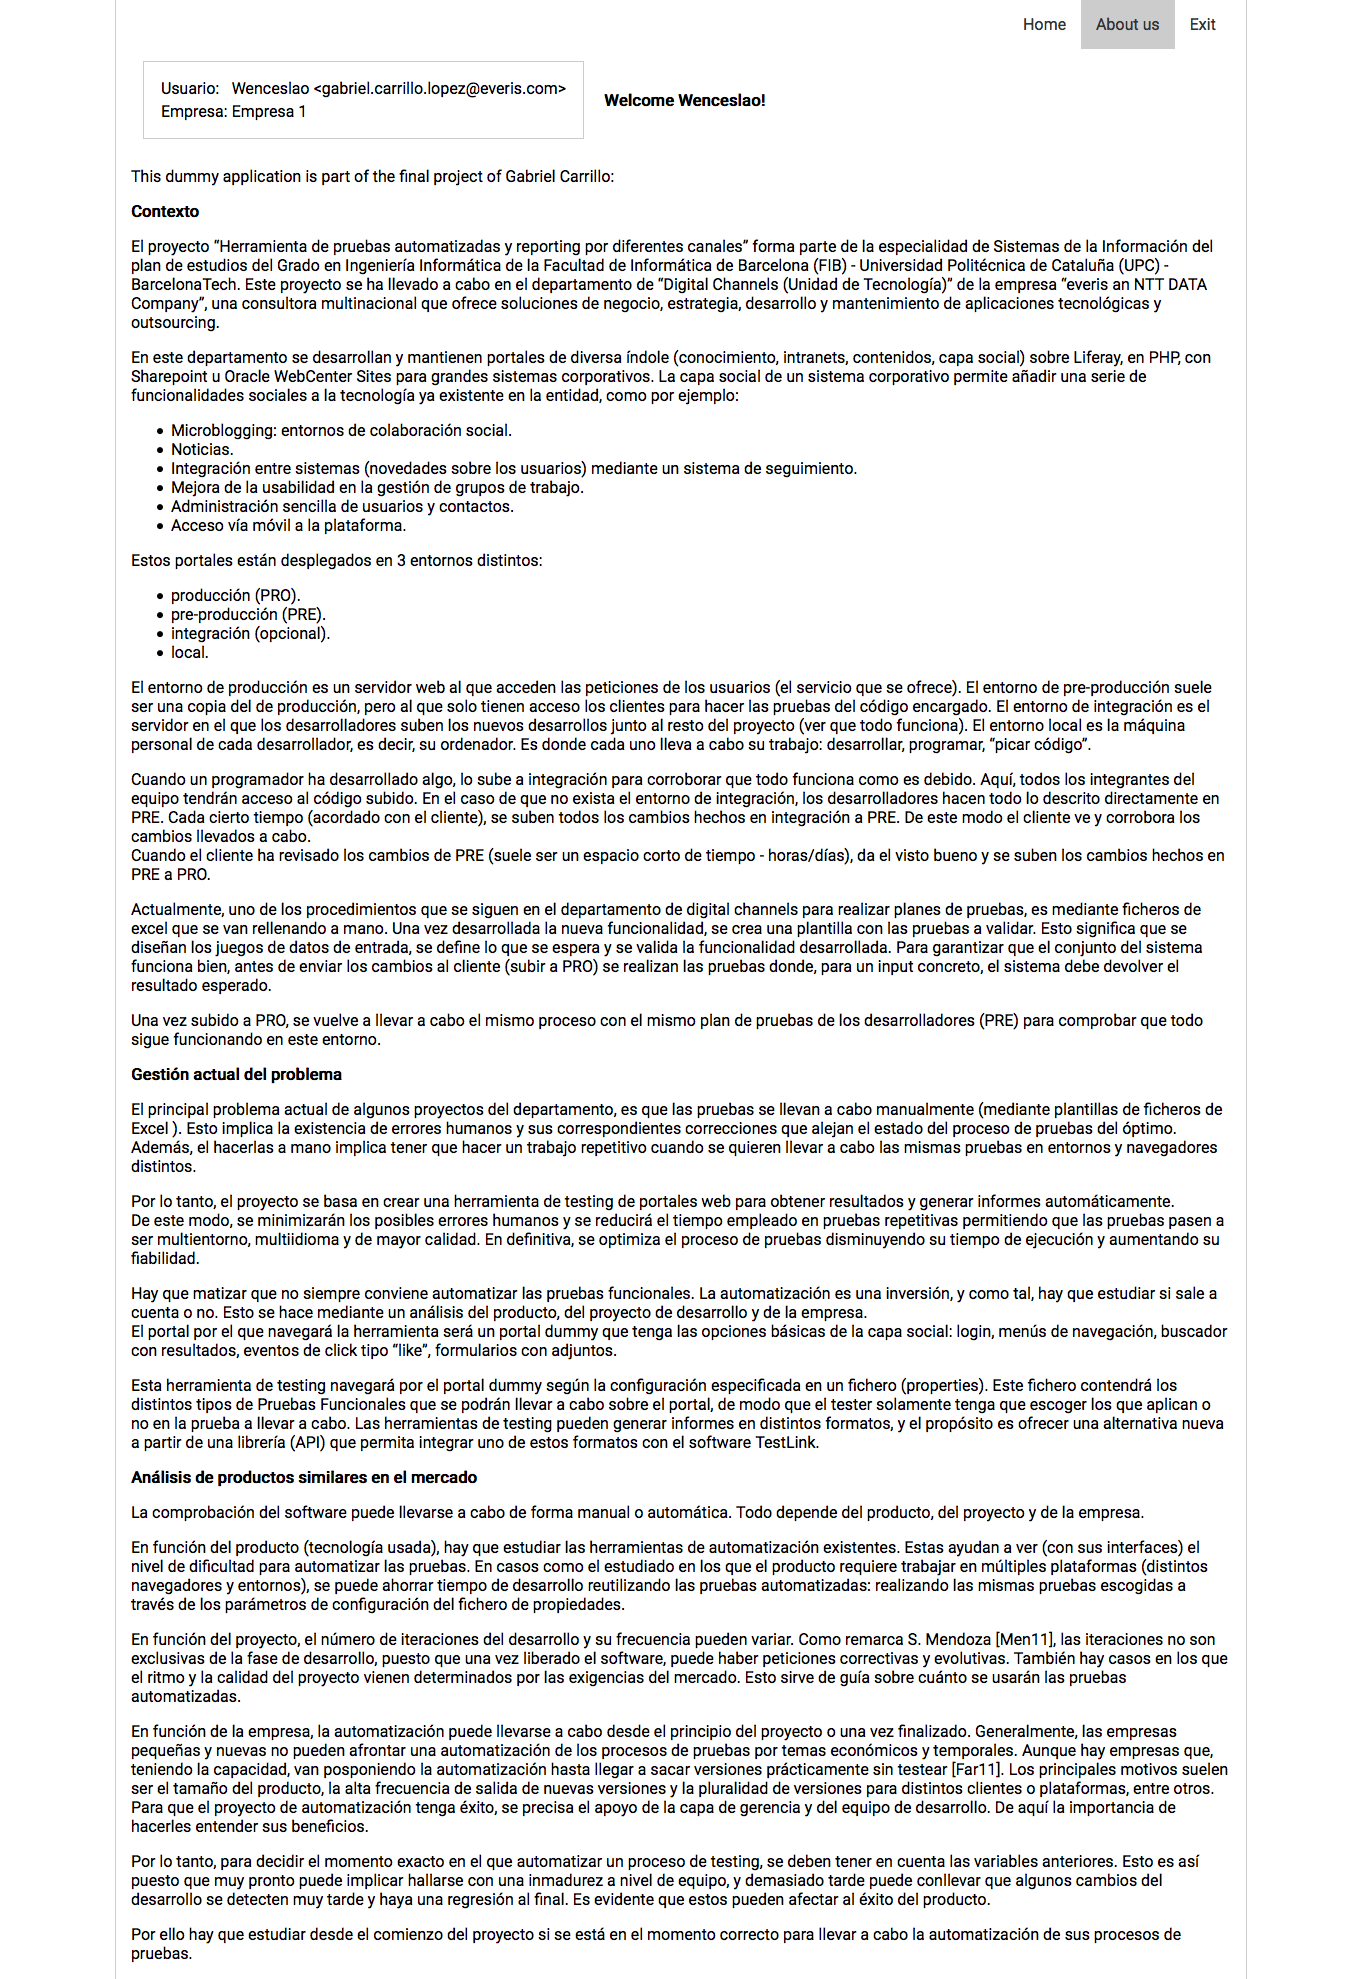 Home About us Exit
Usuario: Wenceslao <gabriel.carrillo.lopez@everis.com>
Empresa: Empresa 1
Welcome Wenceslao!
This dummy application is part of the final project of Gabriel Carrillo:
Contexto
El proyecto “Herramienta de pruebas automatizadas y reporting por diferentes canales” forma parte de la especialidad de Sistemas de la Información del
plan de estudios del Grado en Ingeniería Informática de la Facultad de Informática de Barcelona (FIB) - Universidad Politécnica de Cataluña (UPC) -
BarcelonaTech. Este proyecto se ha llevado a cabo en el departamento de “Digital Channels (Unidad de Tecnología)” de la empresa “everis an NTT DATA
Company”, una consultora multinacional que ofrece soluciones de negocio, estrategia, desarrollo y mantenimiento de aplicaciones tecnológicas y
outsourcing.
En este departamento se desarrollan y mantienen portales de diversa índole (conocimiento, intranets, contenidos, capa social) sobre Liferay, en PHP, con
Sharepoint u Oracle WebCenter Sites para grandes sistemas corporativos. La capa social de un sistema corporativo permite añadir una serie de
funcionalidades sociales a la tecnología ya existente en la entidad, como por ejemplo:
• Microblogging: entornos de colaboración social.
• Noticias.
• Integración entre sistemas (novedades sobre los usuarios) mediante un sistema de seguimiento.
• Mejora de la usabilidad en la gestión de grupos de trabajo.
• Administración sencilla de usuarios y contactos.
• Acceso vía móvil a la plataforma.
Estos portales están desplegados en 3 entornos distintos:
• producción (PRO).
• pre-producción (PRE).
• integración (opcional).
• local.
El entorno de producción es un servidor web al que acceden las peticiones de los usuarios (el servicio que se ofrece). El entorno de pre-producción suele
ser una copia del de producción, pero al que solo tienen acceso los clientes para hacer las pruebas del código encargado. El entorno de integración es el
servidor en el que los desarrolladores suben los nuevos desarrollos junto al resto del proyecto (ver que todo funciona). El entorno local es la máquina
personal de cada desarrollador, es decir, su ordenador. Es donde cada uno lleva a cabo su trabajo: desarrollar, programar, “picar código”.
Cuando un programador ha desarrollado algo, lo sube a integración para corroborar que todo funciona como es debido. Aquí, todos los integrantes del
equipo tendrán acceso al código subido. En el caso de que no exista el entorno de integración, los desarrolladores hacen todo lo descrito directamente en
PRE. Cada cierto tiempo (acordado con el cliente), se suben todos los cambios hechos en integración a PRE. De este modo el cliente ve y corrobora los
cambios llevados a cabo.
Cuando el cliente ha revisado los cambios de PRE (suele ser un espacio corto de tiempo - horas/días), da el visto bueno y se suben los cambios hechos en
PRE a PRO.
Actualmente, uno de los procedimientos que se siguen en el departamento de digital channels para realizar planes de pruebas, es mediante ficheros de
excel que se van rellenando a mano. Una vez desarrollada la nueva funcionalidad, se crea una plantilla con las pruebas a validar. Esto significa que se
diseñan los juegos de datos de entrada, se define lo que se espera y se valida la funcionalidad desarrollada. Para garantizar que el conjunto del sistema
funciona bien, antes de enviar los cambios al cliente (subir a PRO) se realizan las pruebas donde, para un input concreto, el sistema debe devolver el
resultado esperado.
Una vez subido a PRO, se vuelve a llevar a cabo el mismo proceso con el mismo plan de pruebas de los desarrolladores (PRE) para comprobar que todo
sigue funcionando en este entorno.
Gestión actual del problema
El principal problema actual de algunos proyectos del departamento, es que las pruebas se llevan a cabo manualmente (mediante plantillas de ficheros de
Excel ). Esto implica la existencia de errores humanos y sus correspondientes correcciones que alejan el estado del proceso de pruebas del óptimo.
Además, el hacerlas a mano implica tener que hacer un trabajo repetitivo cuando se quieren llevar a cabo las mismas pruebas en entornos y navegadores
distintos.
Por lo tanto, el proyecto se basa en crear una herramienta de testing de portales web para obtener resultados y generar informes automáticamente.
De este modo, se minimizarán los posibles errores humanos y se reducirá el tiempo empleado en pruebas repetitivas permitiendo que las pruebas pasen a
ser multientorno, multiidioma y de mayor calidad. En definitiva, se optimiza el proceso de pruebas disminuyendo su tiempo de ejecución y aumentando su
fiabilidad.
Hay que matizar que no siempre conviene automatizar las pruebas funcionales. La automatización es una inversión, y como tal, hay que estudiar si sale a
cuenta o no. Esto se hace mediante un análisis del producto, del proyecto de desarrollo y de la empresa.
El portal por el que navegará la herramienta será un portal dummy que tenga las opciones básicas de la capa social: login, menús de navegación, buscador
con resultados, eventos de click tipo “like”, formularios con adjuntos.
Esta herramienta de testing navegará por el portal dummy según la configuración especificada en un fichero (properties). Este fichero contendrá los
distintos tipos de Pruebas Funcionales que se podrán llevar a cabo sobre el portal, de modo que el tester solamente tenga que escoger los que aplican o
no en la prueba a llevar a cabo. Las herramientas de testing pueden generar informes en distintos formatos, y el propósito es ofrecer una alternativa nueva
a partir de una librería (API) que permita integrar uno de estos formatos con el software TestLink.
Análisis de productos similares en el mercado
La comprobación del software puede llevarse a cabo de forma manual o automática. Todo depende del producto, del proyecto y de la empresa.
En función del producto (tecnología usada), hay que estudiar las herramientas de automatización existentes. Estas ayudan a ver (con sus interfaces) el
nivel de dificultad para automatizar las pruebas. En casos como el estudiado en los que el producto requiere trabajar en múltiples plataformas (distintos
navegadores y entornos), se puede ahorrar tiempo de desarrollo reutilizando las pruebas automatizadas: realizando las mismas pruebas escogidas a
través de los parámetros de configuración del fichero de propiedades.
En función del proyecto, el número de iteraciones del desarrollo y su frecuencia pueden variar. Como remarca S. Mendoza [Men11], las iteraciones no son
exclusivas de la fase de desarrollo, puesto que una vez liberado el software, puede haber peticiones correctivas y evolutivas. También hay casos en los que
el ritmo y la calidad del proyecto vienen determinados por las exigencias del mercado. Esto sirve de guía sobre cuánto se usarán las pruebas
automatizadas.
En función de la empresa, la automatización puede llevarse a cabo desde el principio del proyecto o una vez finalizado. Generalmente, las empresas
pequeñas y nuevas no pueden afrontar una automatización de los procesos de pruebas por temas económicos y temporales. Aunque hay empresas que,
teniendo la capacidad, van posponiendo la automatización hasta llegar a sacar versiones prácticamente sin testear [Far11]. Los principales motivos suelen
ser el tamaño del producto, la alta frecuencia de salida de nuevas versiones y la pluralidad de versiones para distintos clientes o plataformas, entre otros.
Para que el proyecto de automatización tenga éxito, se precisa el apoyo de la capa de gerencia y del equipo de desarrollo. De aquí la importancia de
hacerles entender sus beneficios.
Por lo tanto, para decidir el momento exacto en el que automatizar un proceso de testing, se deben tener en cuenta las variables anteriores. Esto es así
puesto que muy pronto puede implicar hallarse con una inmadurez a nivel de equipo, y demasiado tarde puede conllevar que algunos cambios del
desarrollo se detecten muy tarde y haya una regresión al final. Es evidente que estos pueden afectar al éxito del producto.
Por ello hay que estudiar desde el comienzo del proyecto si se está en el momento correcto para llevar a cabo la automatización de sus procesos de
pruebas.